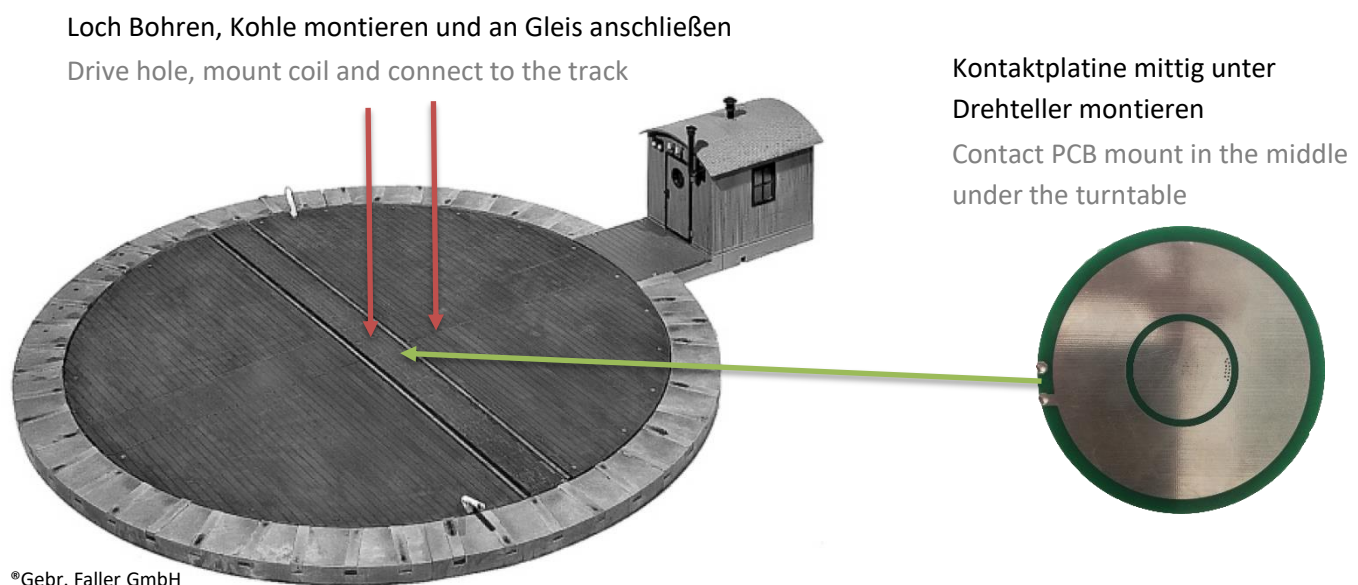 Loch Bohren, Kohle montieren und an Gleis anschließen
Drive hole, mount coil and connect to the track
Kontaktplatine mittig unter
Drehteller montieren
Contact PCB mount in the middle
under the turntable
®Gebr. Faller GmbH